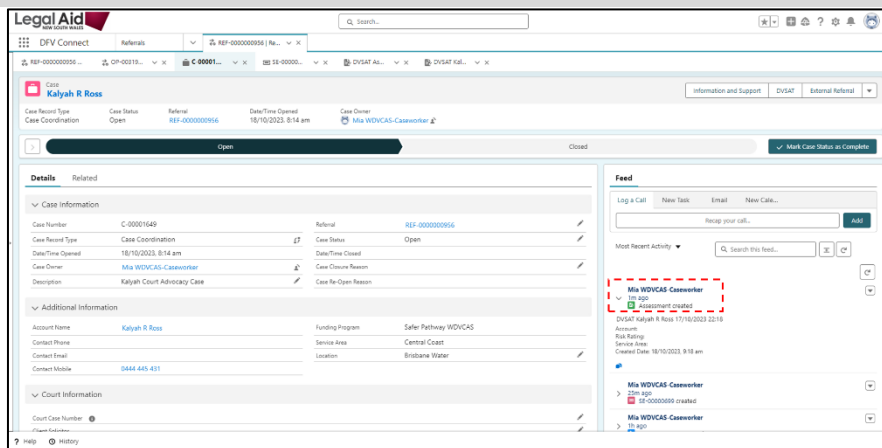 Legal Aid
NEW SOUTH WALES
Search...
DFV Connect
Referrals
REF-0000000956 | Re...
REF-0000000956 ...
OP-00319...
C-00001...
SE-00000...
DVSAT As...
DVSAT Kal...
Case
Kalyah R Ross
Information and Support
DVSAT
External Referral
Case Record Type
Case Status
Referral
Date/Time Opened
Case Owner
Case Coordination
Open
REF-0000000956
18/10/2023, 8:14 am
Mia WDVCAS-Caseworker
Open
Closed
Mark Case Status as Complete
Details
Related
Case Information
Case Number
C-00001649
Referral
REF-0000000956
Case Record Type
Case Coordination
Case Status
Open
Date/Time Opened
18/10/2023, 8:14 am
Date/Time Closed
Case Owner
Mia WDVCAS-Caseworker
Case Closure Reason
Description
Kalyah Court Advocacy Case
Case Re-Open Reason
Additional Information
Account Name
Kalyah R Ross
Funding Program
Safer Pathway WDVCAS
Contact Phone
Service Area
Central Coast
Contact Email
Location
Brisbane Water
Contact Mobile
0444 445 431
Court Information
Court Case Number
Client Solicitor
Feed
Log a Call
New Task
Email
New Cale...
Recap your call...
Add
Most Recent Activity
Search this feed...
Mia WDVCAS-Caseworker
1m ago
Assessment created
DVSAT Kalyah R Ross 17/10/2023 22:18
Account:
Risk Rating:
Service Area:
Created Date: 18/10/2023, 9:18 am
Mia WDVCAS-Caseworker
25m ago
SE-00000699 created
Mia WDVCAS-Caseworker
1h ago
Help
History